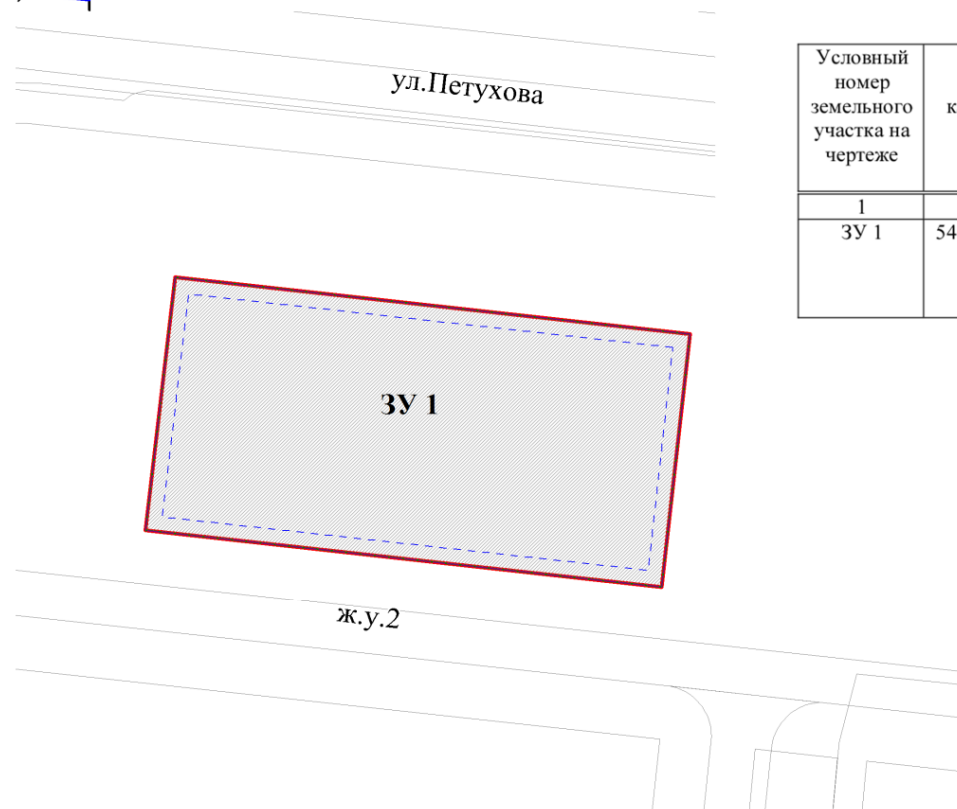 ул.Петухова
Условный
номер
земельного
участка на
чертеже
к
1
ЗУ 1
54
ЗУ 1
ж.у.2